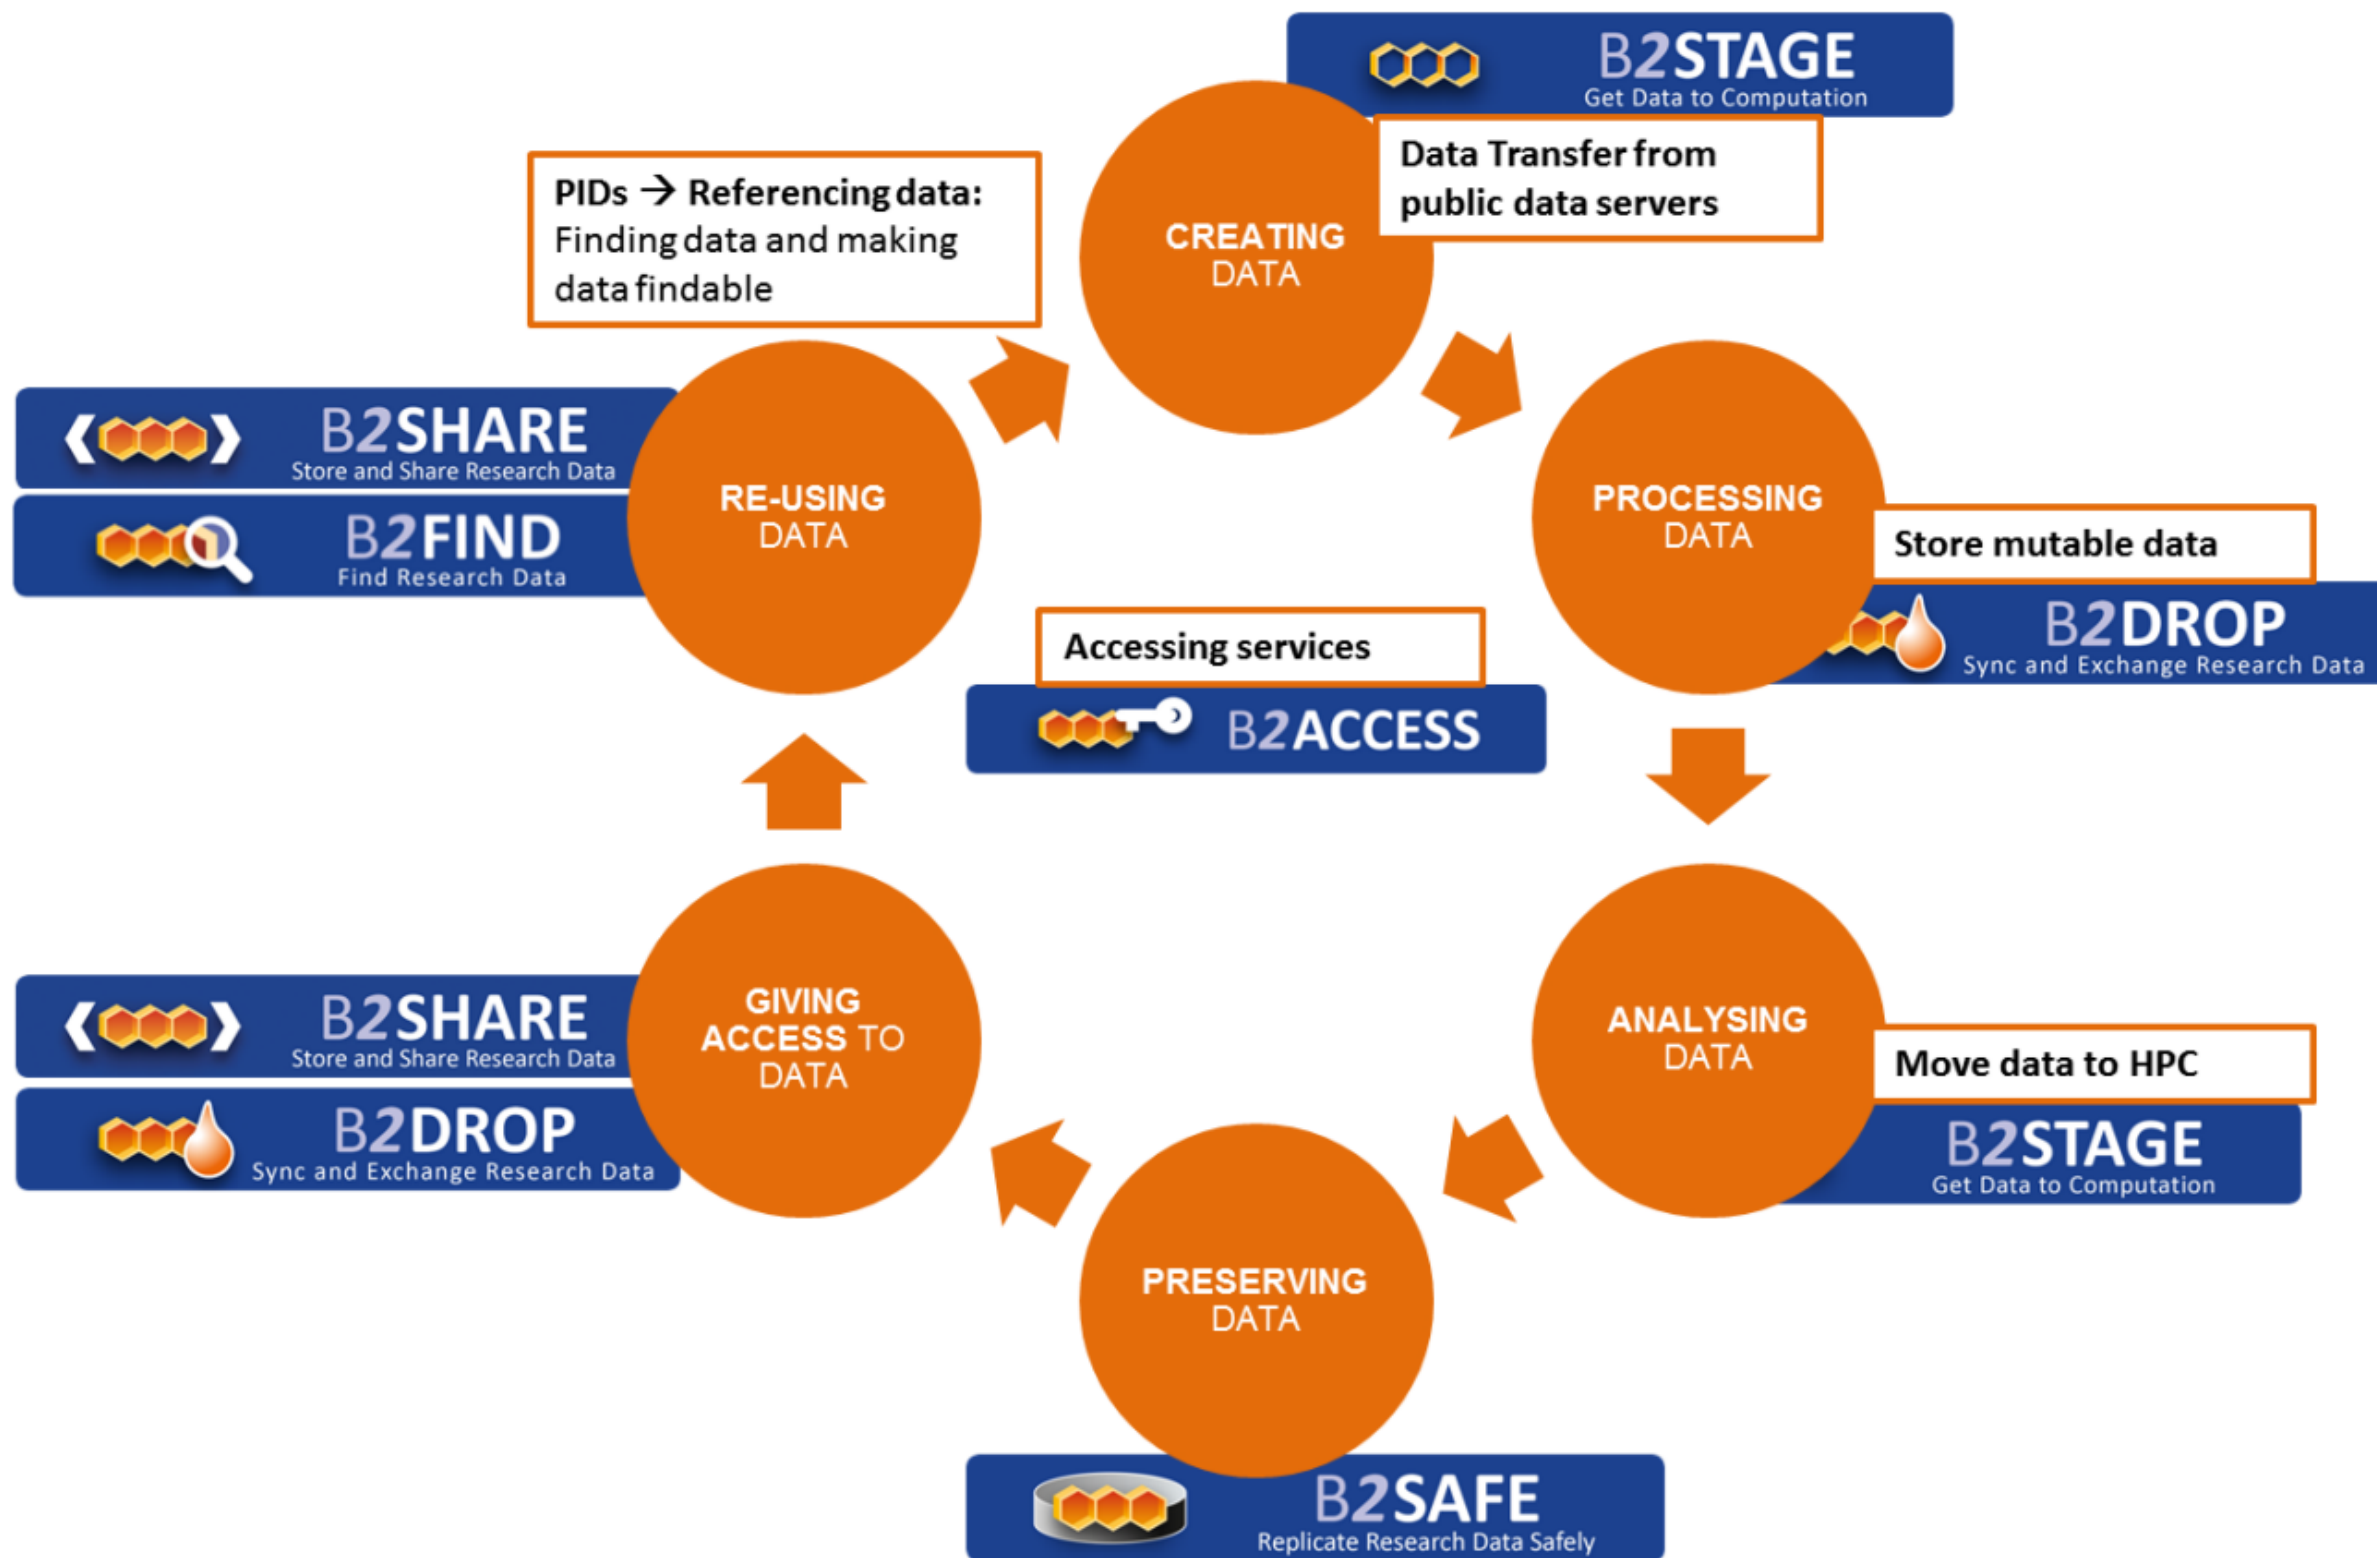 B2STAGE
Get Data to Computation
Data Transfer from
public data servers
CREATING
DATA
PIDs → Referencing data:
Finding data and making
data findable
B2SHARE
Store and Share Research Data
B2FIND
Find Research Data
RE-USING
DATA
PROCESSING
DATA
Store mutable data
B2DROP
Sync and Exchange Research Data
Accessing services
B2ACCESS
GIVING
ACCESS TO
DATA
B2SHARE
Store and Share Research Data
B2DROP
Sync and Exchange Research Data
ANALYSING
DATA
Move data to HPC
B2STAGE
Get Data to Computation
PRESERVING
DATA
B2SAFE
Replicate Research Data Safely